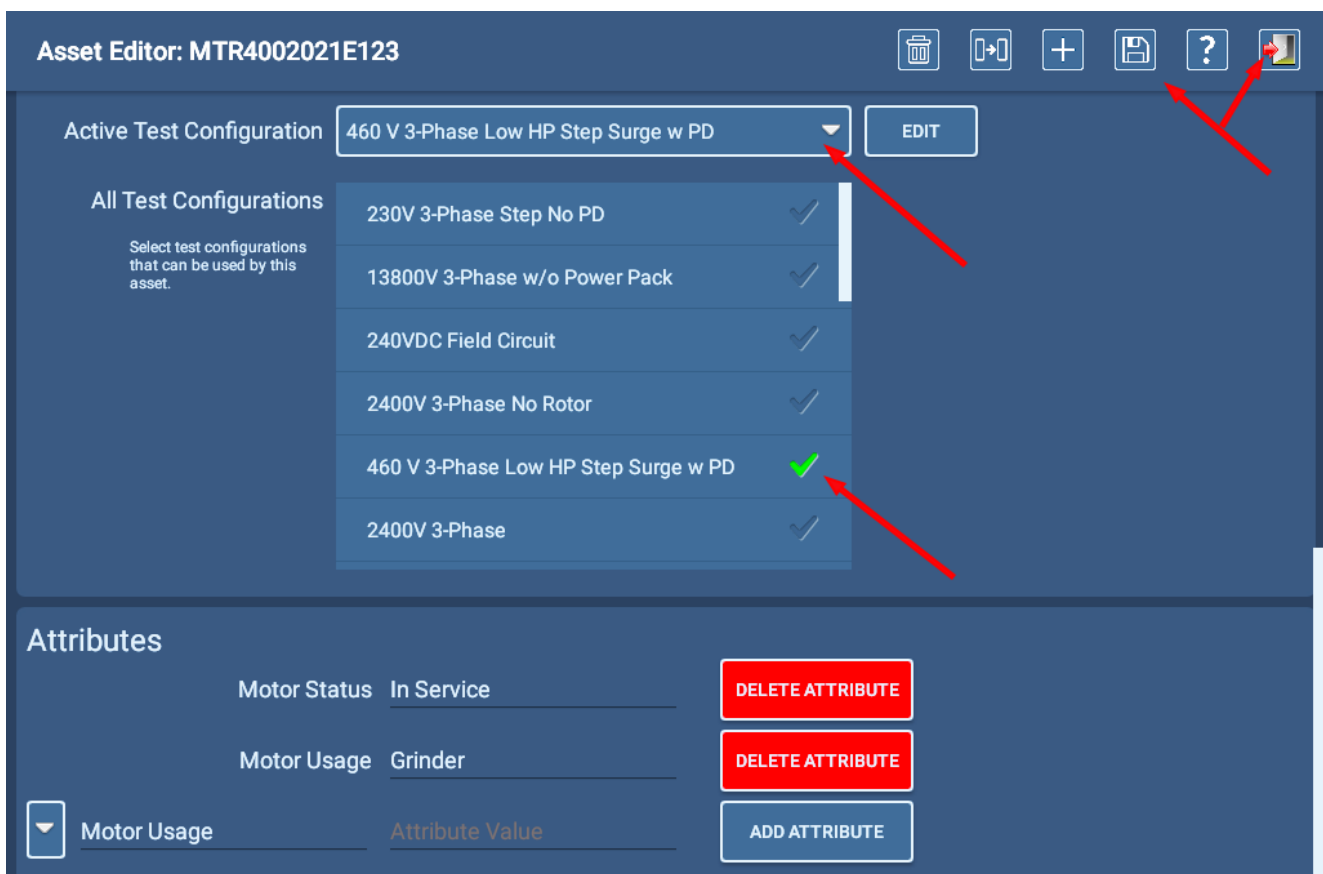 Asset Editor: MTR4002021E123
?
Active Test Configuration 460 V 3-Phase Low HP Step Surge w PD EDIT
All Test Configurations
Select test configurations
that can be used by this
asset.
230V 3-Phase Step No PD
13800V 3-Phase w/o Power Pack
240VDC Field Circuit
2400V 3-Phase No Rotor
460 V 3-Phase Low HP Step Surge w PD
2400V 3-Phase
Attributes
Motor Status In Service DELETE ATTRIBUTE
Motor Usage Grinder DELETE ATTRIBUTE
Motor Usage Attribute Value ADD ATTRIBUTE